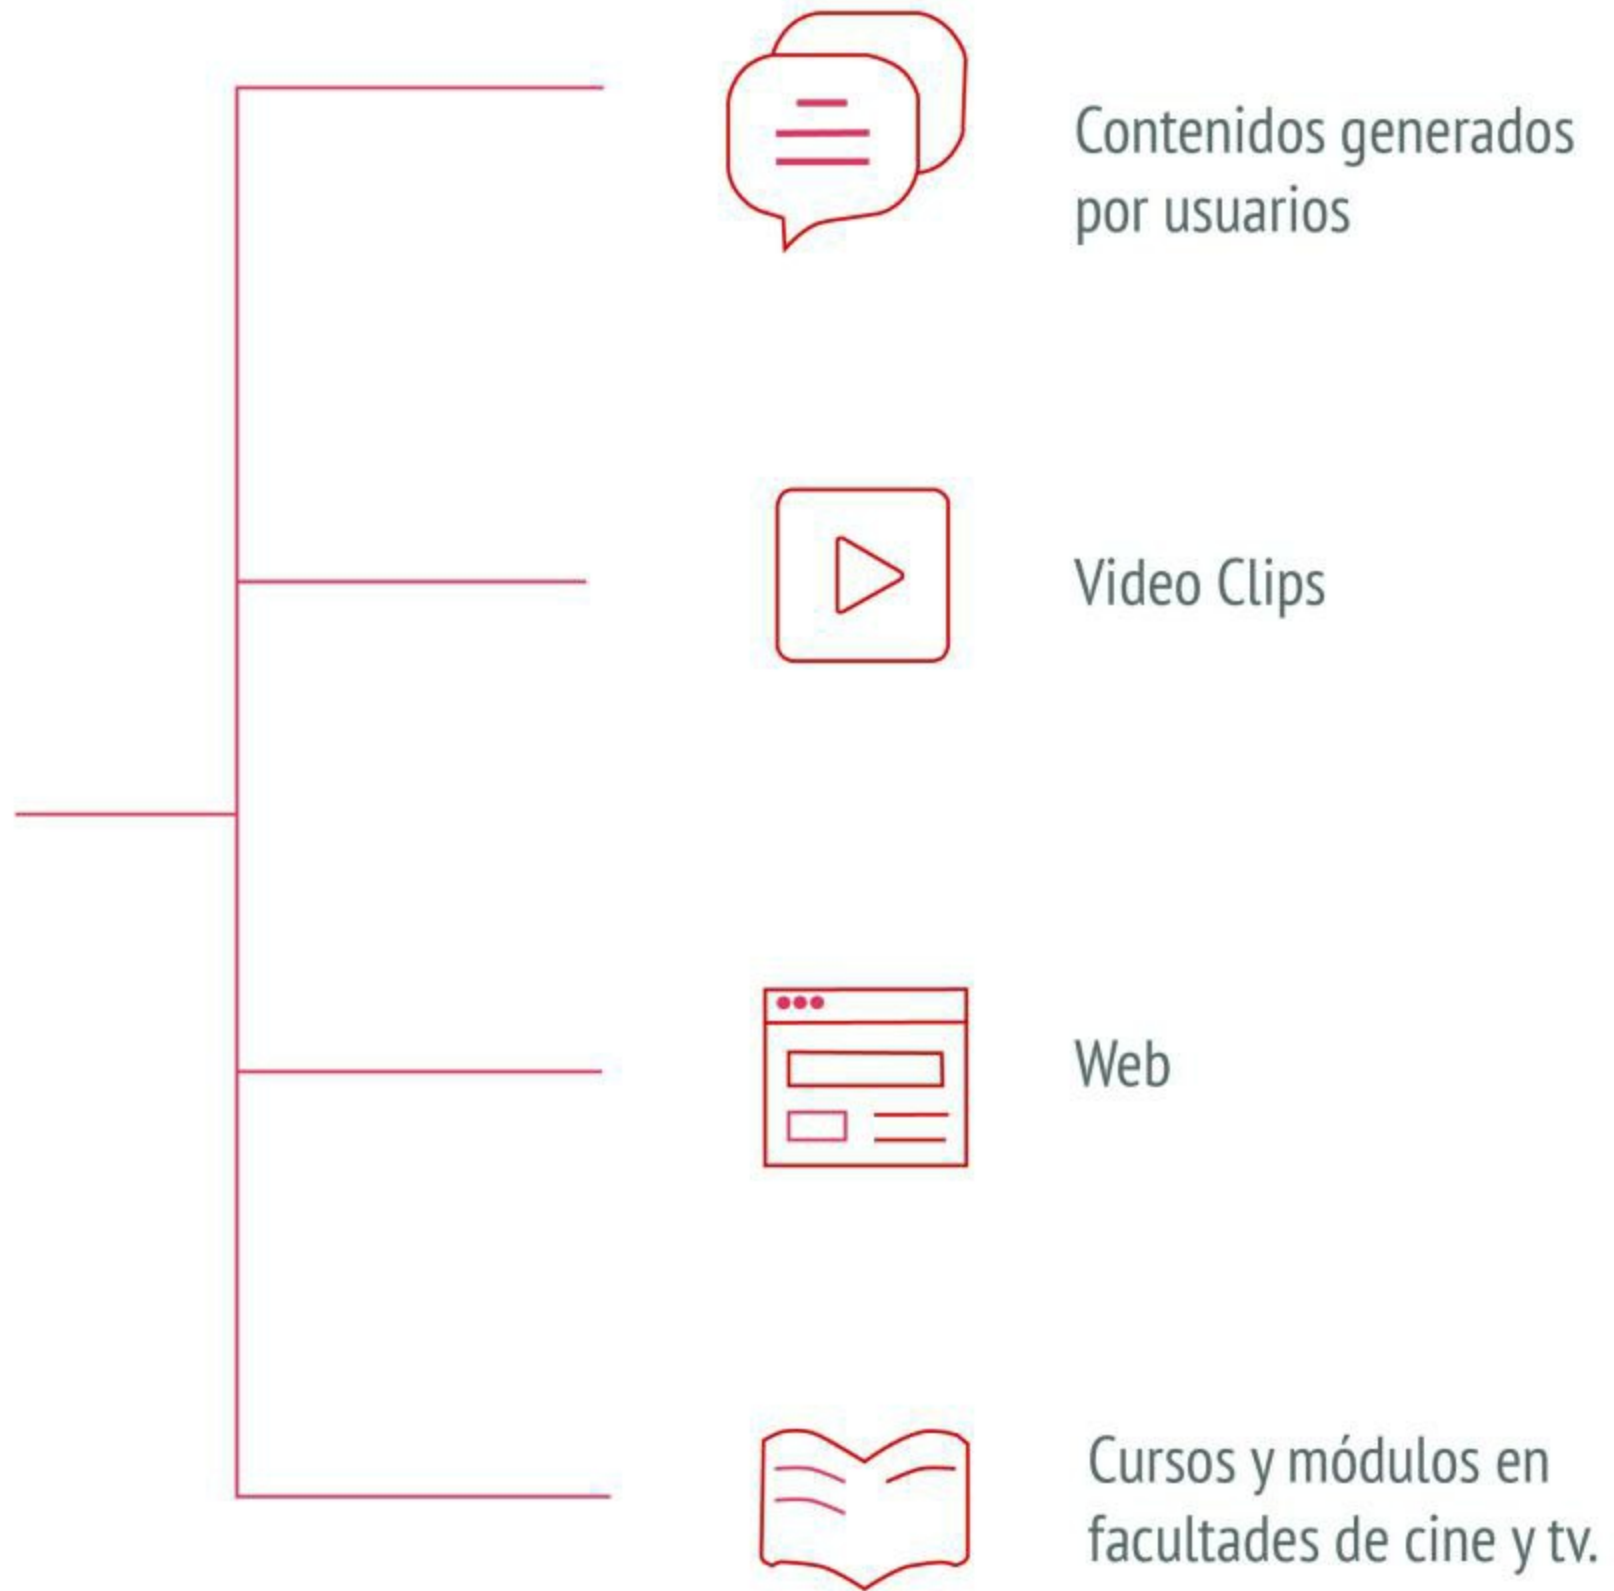 Contenidos generados
por usuarios
Video Clips
Web
Cursos y módulos en
facultades de cine y tv.